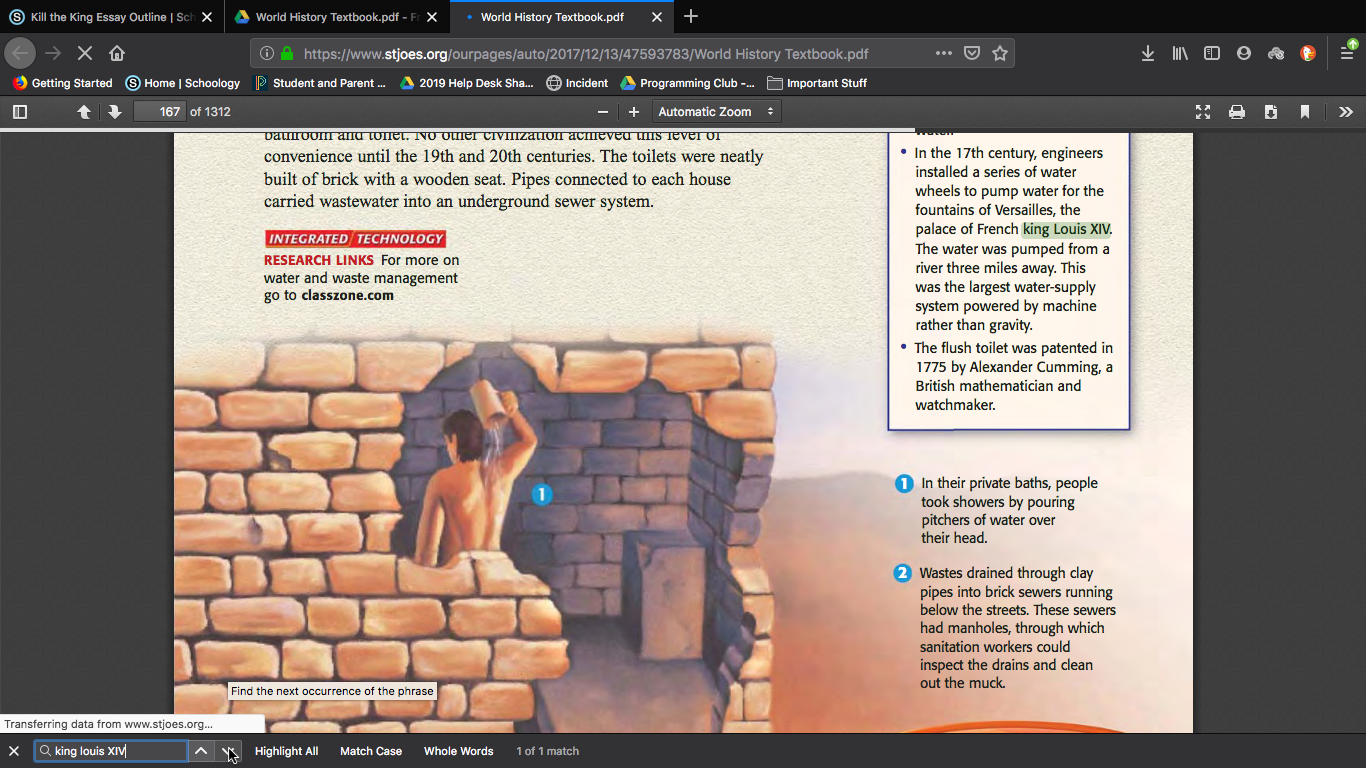 Kill the King Essay Outline | Sch
World History Textbook.pdf - Fr
World History Textbook.pdf
https://www.stjoes.org/ourpages/auto/2017/12/13/47593783/World History Textbook.pdf
Getting Started
Home | Schoology
Student and Parent ...
2019 Help Desk Sha...
Incident
Programming Club -...
Important Stuff
167 of 1312
Automatic Zoom
bathroom and toilet. No other civilization achieved this level of
convenience until the 19th and 20th centuries. The toilets were neatly
built of brick with a wooden seat. Pipes connected to each house
carried wastewater into an underground sewer system.
INTEGRATED/TECHNOLOGY
RESEARCH LINKS For more on
water and waste management
go to classzone.com
water.
• In the 17th century, engineers
installed a series of water
wheels to pump water for the
fountains of Versailles, the
palace of French king Louis XIV.
The water was pumped from a
river three miles away. This
was the largest water-supply
system powered by machine
rather than gravity.
• The flush toilet was patented in
1775 by Alexander Cumming, a
British mathematician and
watchmaker.
1
1 In their private baths, people
took showers by pouring
pitchers of water over
their head.
2 Wastes drained through clay
pipes into brick sewers running
below the streets. These sewers
had manholes, through which
sanitation workers could
inspect the drains and clean
out the muck.
Find the next occurrence of the phrase
Transferring data from www.stjoes.org...
king louis XIV
Highlight All
Match Case
Whole Words
1 of 1 match